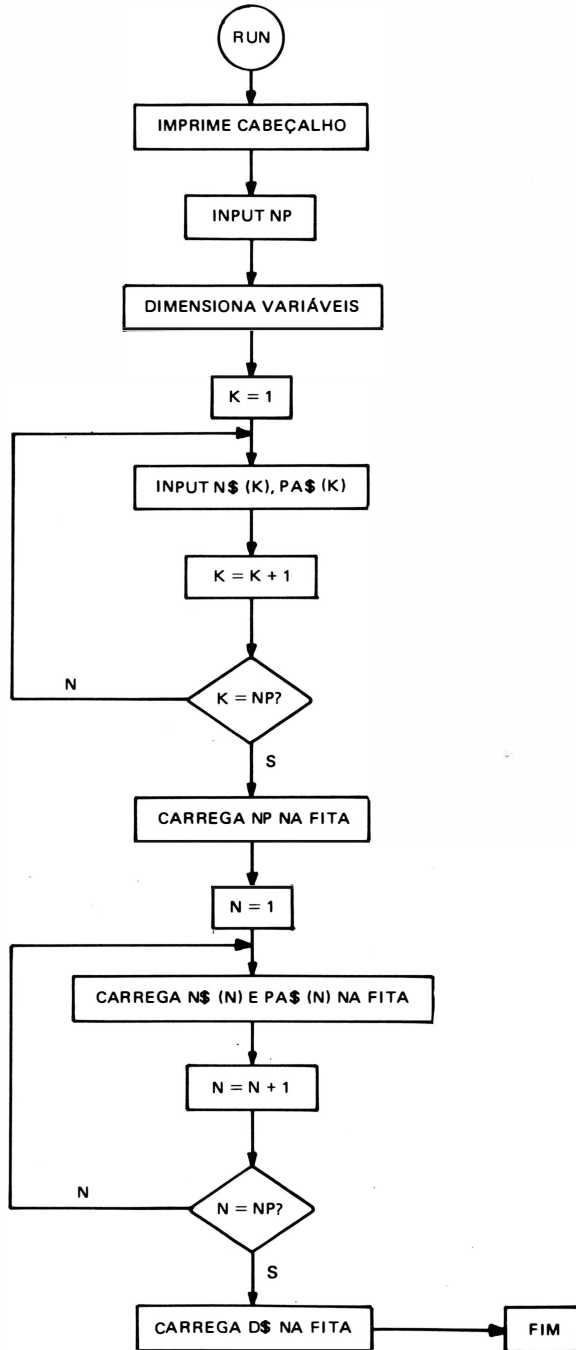 RUN
IMPRIME CABEÇALHO
INPUT NP
DIMENSIONA VARIÁVEIS
K = 1
INPUT N$ (K), PA$ (K)
K = K + 1
N
K = NP?
S
CARREGA NP NA FITA
N = 1
CARREGA N$ (N) E PA$ (N) NA FITA
N = N + 1
N
N = NP?
S
CARREGA D$ NA FITA
FIM